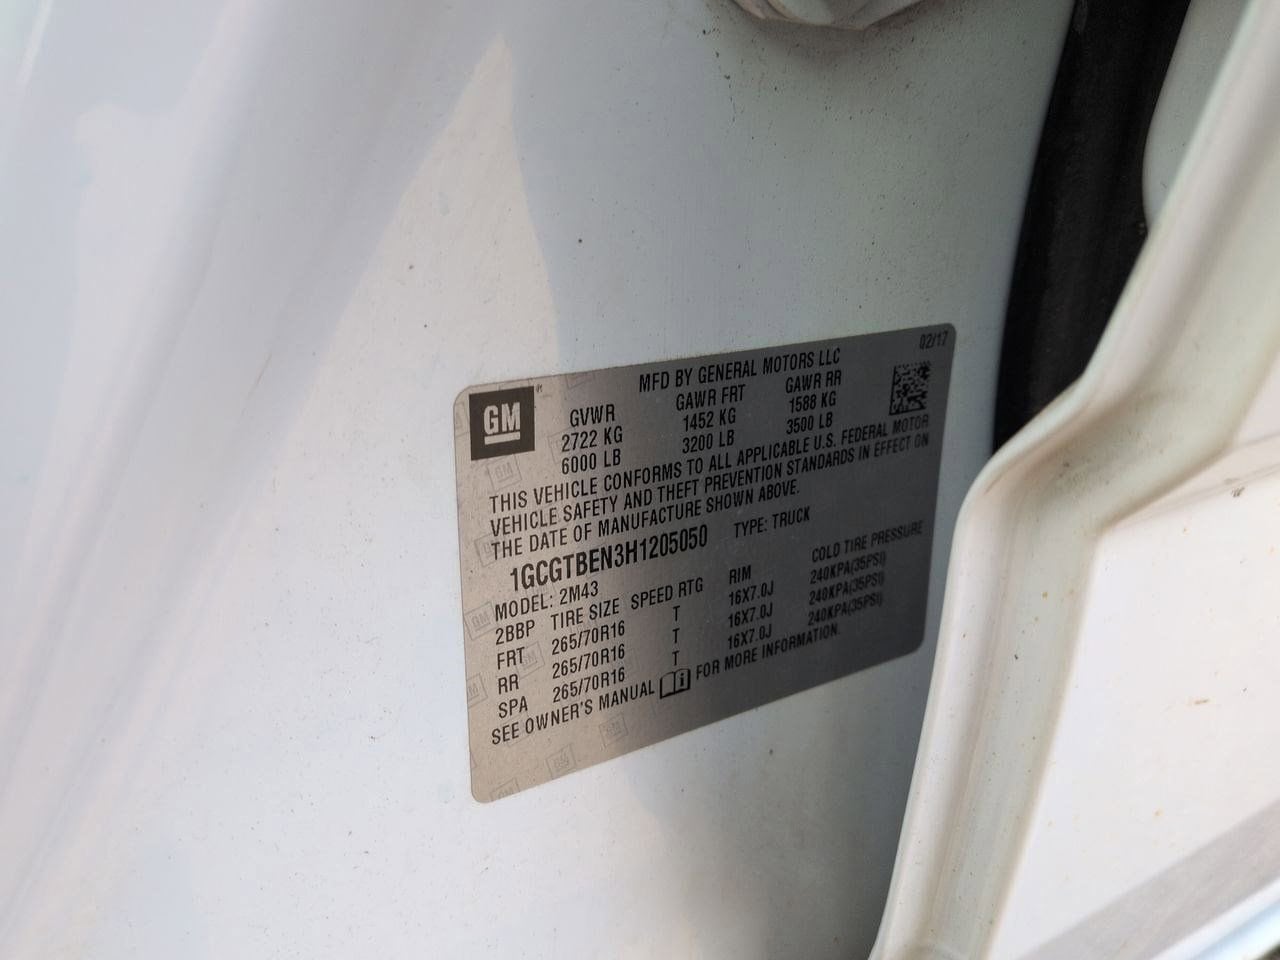 GM
02/17
MFD BY GENERAL MOTORS LLC
GVWR GAWR FRT GAWR RR
2722 KG 1452 KG 1588 KG
6000 LB 3200 LB 3500 LB
THIS VEHICLE CONFORMS TO ALL APPLICABLE U.S. FEDERAL MOTOR
VEHICLE SAFETY AND THEFT PREVENTION STANDARDS IN EFFECT ON
THE DATE OF MANUFACTURE SHOWN ABOVE.
1GCGTBEN3H1205050 TYPE: TRUCK
MODEL: 2M43
2BBP TIRE SIZE SPEED RTG RIM COLD TIRE PRESSURE
FRT 265/70R16 T 16X7.0J 240KPA(35PSI)
RR 265/70R16 T 16X7.0J 240KPA(35PSI)
SPA 265/70R16 T 16X7.0J 240KPA(35PSI)
SEE OWNER'S MANUAL FOR MORE INFORMATION.